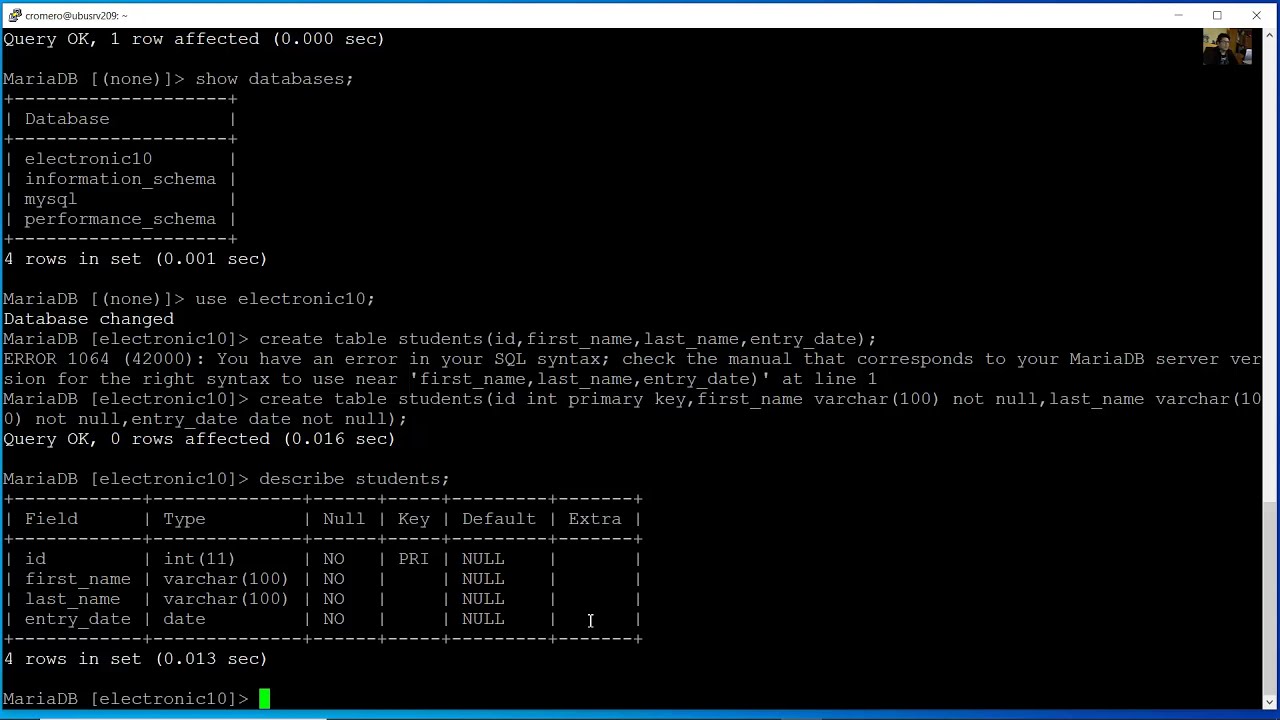 cromero@ubusrv209: ~
Query OK, 1 row affected (0.000 sec)
MariaDB [(none)]> show databases;
+--------------------+
| Database           |
+--------------------+
| electronic10       |
| information_schema |
| mysql              |
| performance_schema |
+--------------------+
4 rows in set (0.001 sec)
MariaDB [(none)]> use electronic10;
Database changed
MariaDB [electronic10]> create table students(id,first_name,last_name,entry_date);
ERROR 1064 (42000): You have an error in your SQL syntax; check the manual that corresponds to your MariaDB server ver
sion for the right syntax to use near 'first_name,last_name,entry_date)' at line 1
MariaDB [electronic10]> create table students(id int primary key,first_name varchar(100) not null,last_name varchar(10
0) not null,entry_date date not null);
Query OK, 0 rows affected (0.016 sec)
MariaDB [electronic10]> describe students;
+------------+--------------+------+-----+---------+-------+
| Field      | Type         | Null | Key | Default | Extra |
+------------+--------------+------+-----+---------+-------+
| id         | int(11)      | NO   | PRI | NULL    |       |
| first_name | varchar(100) | NO   |     | NULL    |       |
| last_name  | varchar(100) | NO   |     | NULL    |       |
| entry_date | date         | NO   |     | NULL    |       |
+------------+--------------+------+-----+---------+-------+
4 rows in set (0.013 sec)
MariaDB [electronic10]>